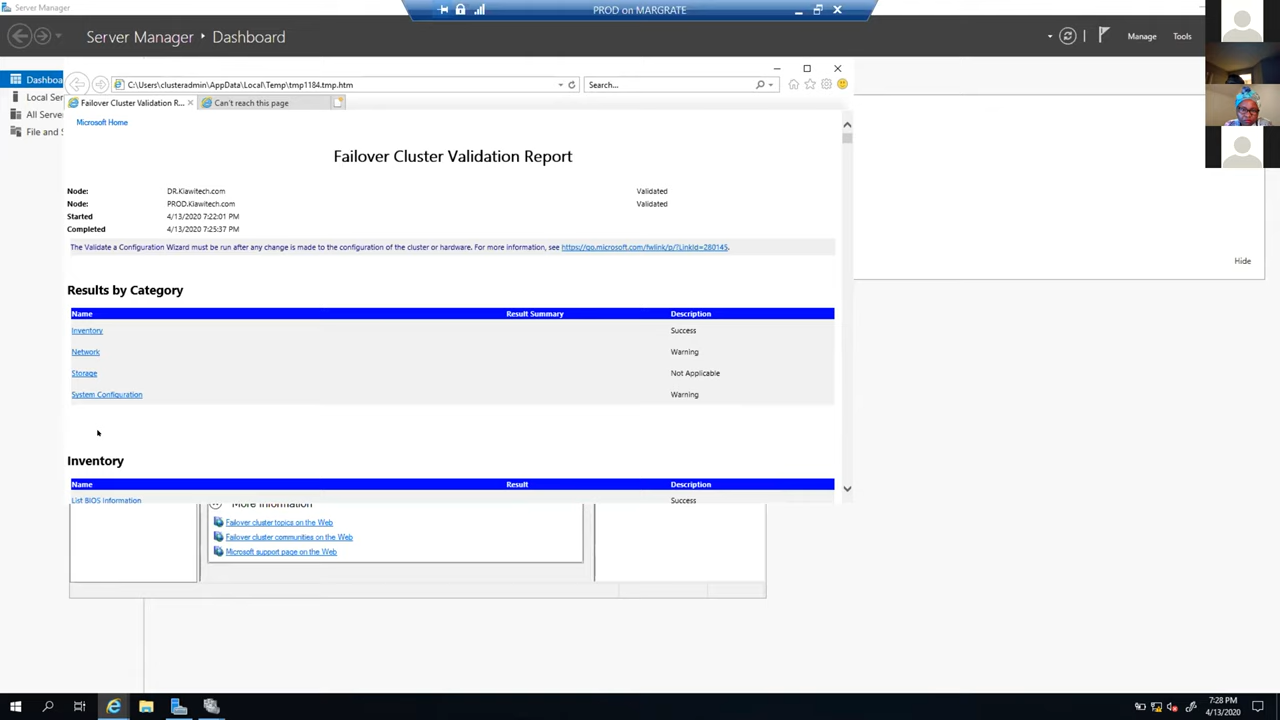 Server Manager
PROD on MARGRATE
Server Manager • Dashboard
Manage Tools
Dashboa
Local Ser
All Server
File and S
C:\Users\clusteradmin\AppData\Local\Temp\tmp1184.tmp.htm
Search...
Failover Cluster Validation R...
Can't reach this page
Microsoft Home
Failover Cluster Validation Report
Node: DR.Kiawitech.com Validated
Node: PROD.Kiawitech.com Validated
Started 4/13/2020 7:22:01 PM
Completed 4/13/2020 7:25:37 PM
The Validate a Configuration Wizard must be run after any change is made to the configuration of the cluster or hardware. For more information, see https://go.microsoft.com/fwlink/p/?LinkId=280145.
Hide
Results by Category
Name Result Summary Description
Inventory Success
Network Warning
Storage Not Applicable
System Configuration Warning
Inventory
Name Result Description
List BIOS Information Success
More Information
Failover cluster topics on the Web
Failover cluster communities on the Web
Microsoft support page on the Web
7:28 PM
4/13/2020